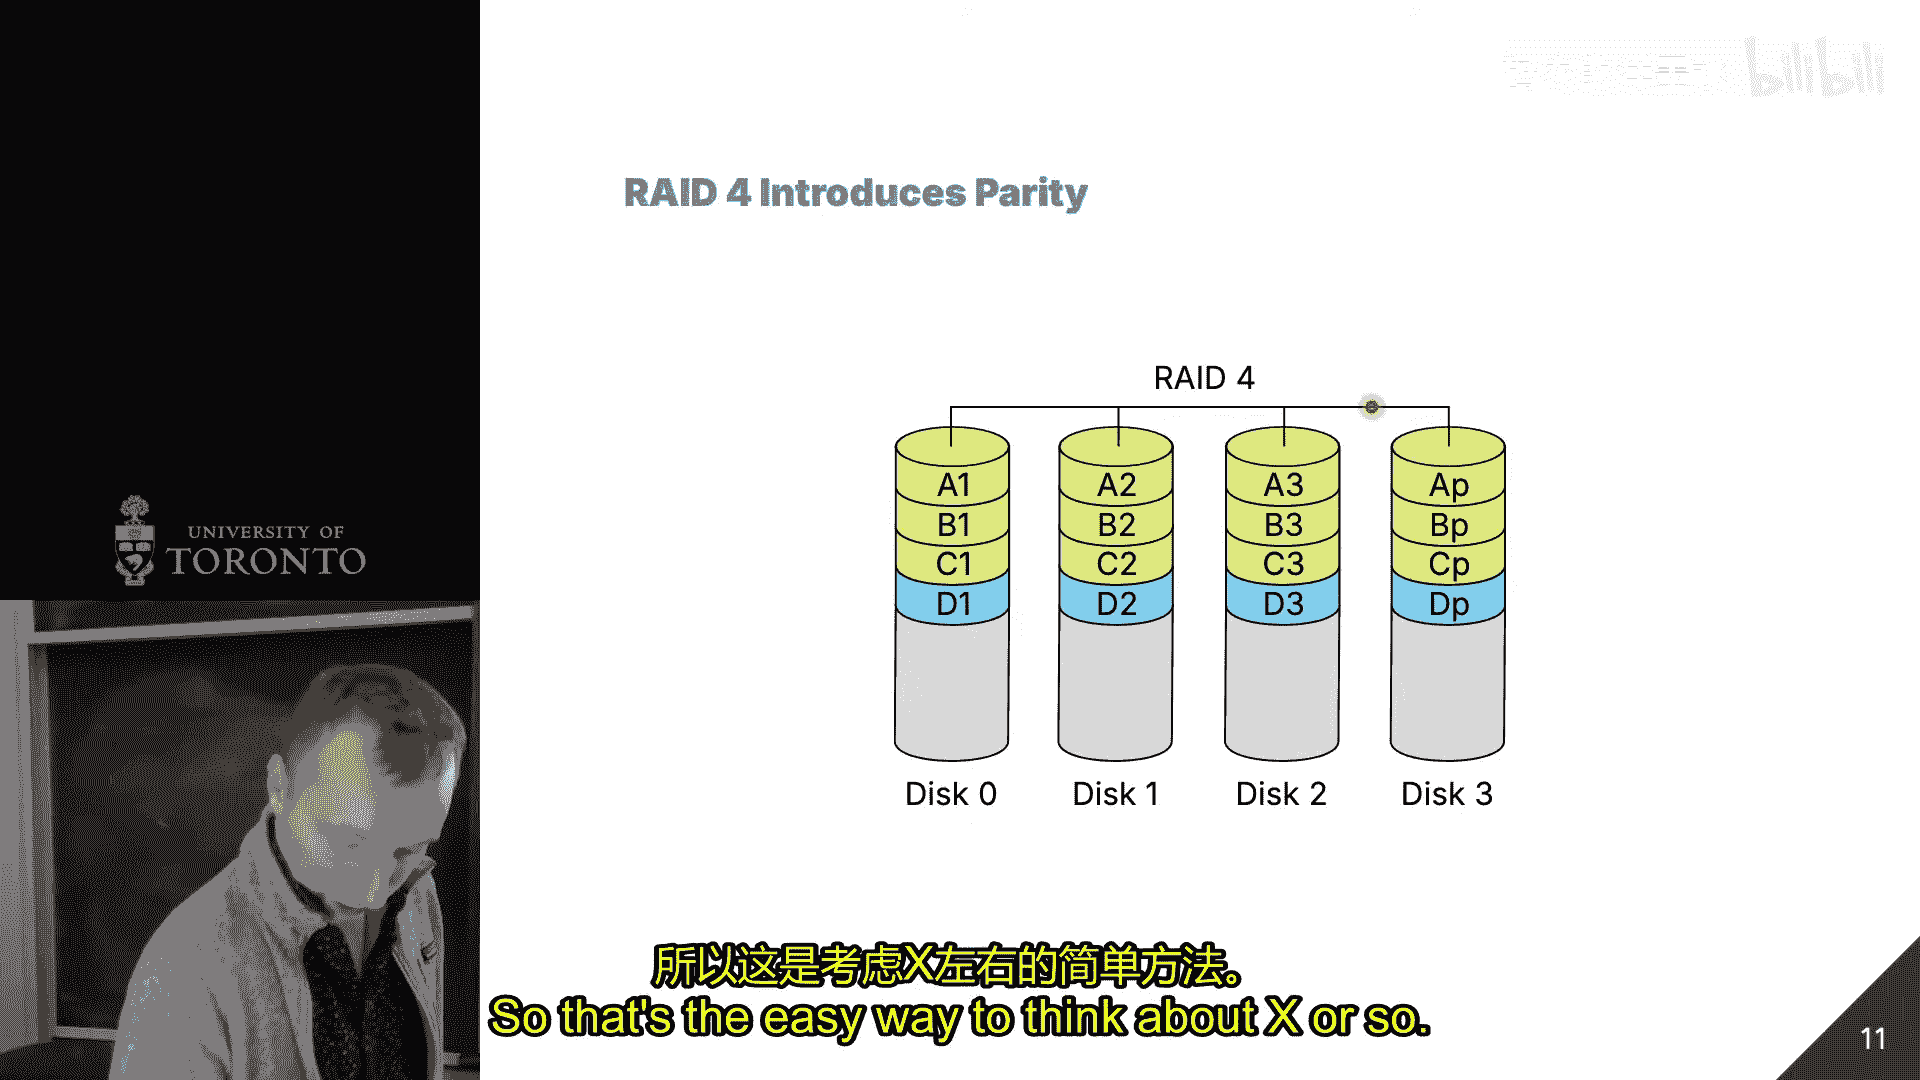 bilibili
RAID 4 Introduces Parity
RAID 4
A1 A2 A3 Ap
B1 B2 B3 Bp
C1 C2 C3 Cp
D1 D2 D3 Dp
Disk 0 Disk 1 Disk 2 Disk 3
UNIVERSITY OF
TORONTO
所以这是考虑X左右的简单方法。
So that's the easy way to think about X or so.
11